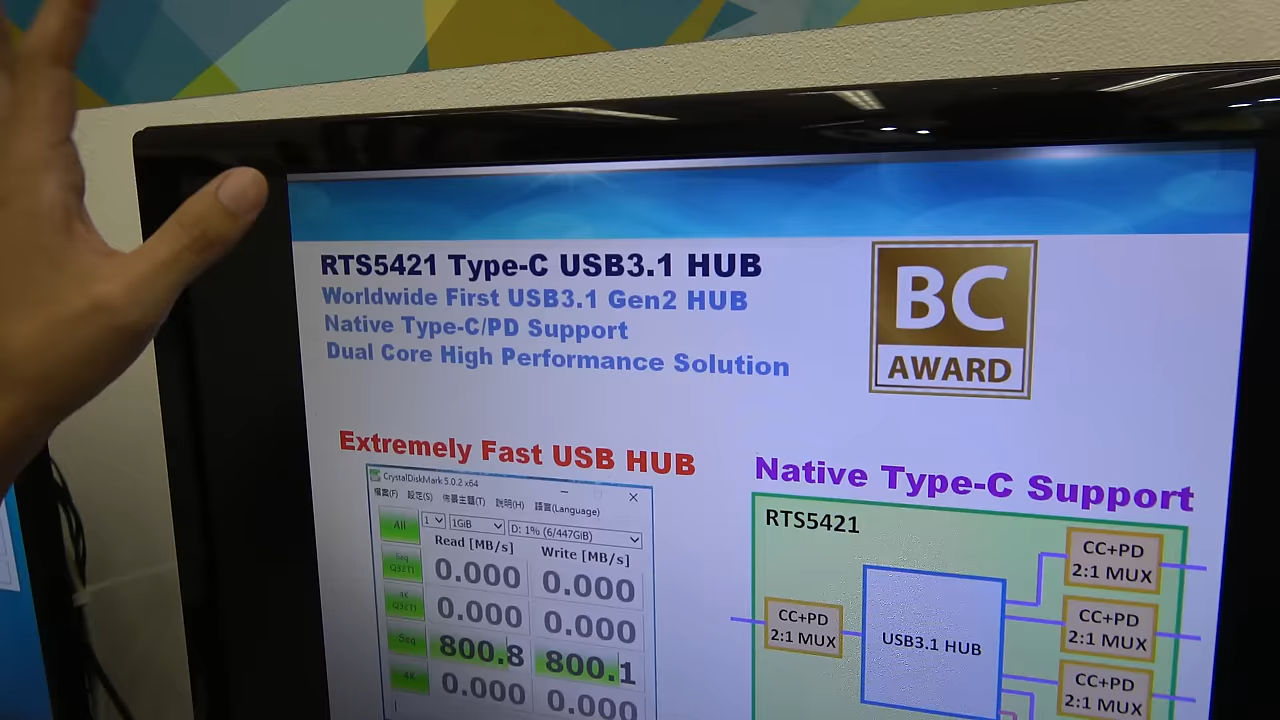 RTS5421 Type-C USB3.1 HUB
Worldwide First USB3.1 Gen2 HUB
Native Type-C/PD Support
Dual Core High Performance Solution
BC
AWARD
Extremely Fast USB HUB
CrystalDiskMark 5.0.2 x64
檔案(F) 設定(S) 佈景主題(T) 說明(H) 語言(Language)
All 1 1GiB D: 1% (6/447GiB)
Read [MB/s] Write [MB/s]
Seq
Q32T1
0.000 0.000
4K
Q32T1
0.000 0.000
Seq 800.8 800.1
4K 0.000 0.000
Native Type-C Support
RTS5421
CC+PD
2:1 MUX
USB3.1 HUB
CC+PD
2:1 MUX
CC+PD
2:1 MUX
CC+PD
2:1 MUX